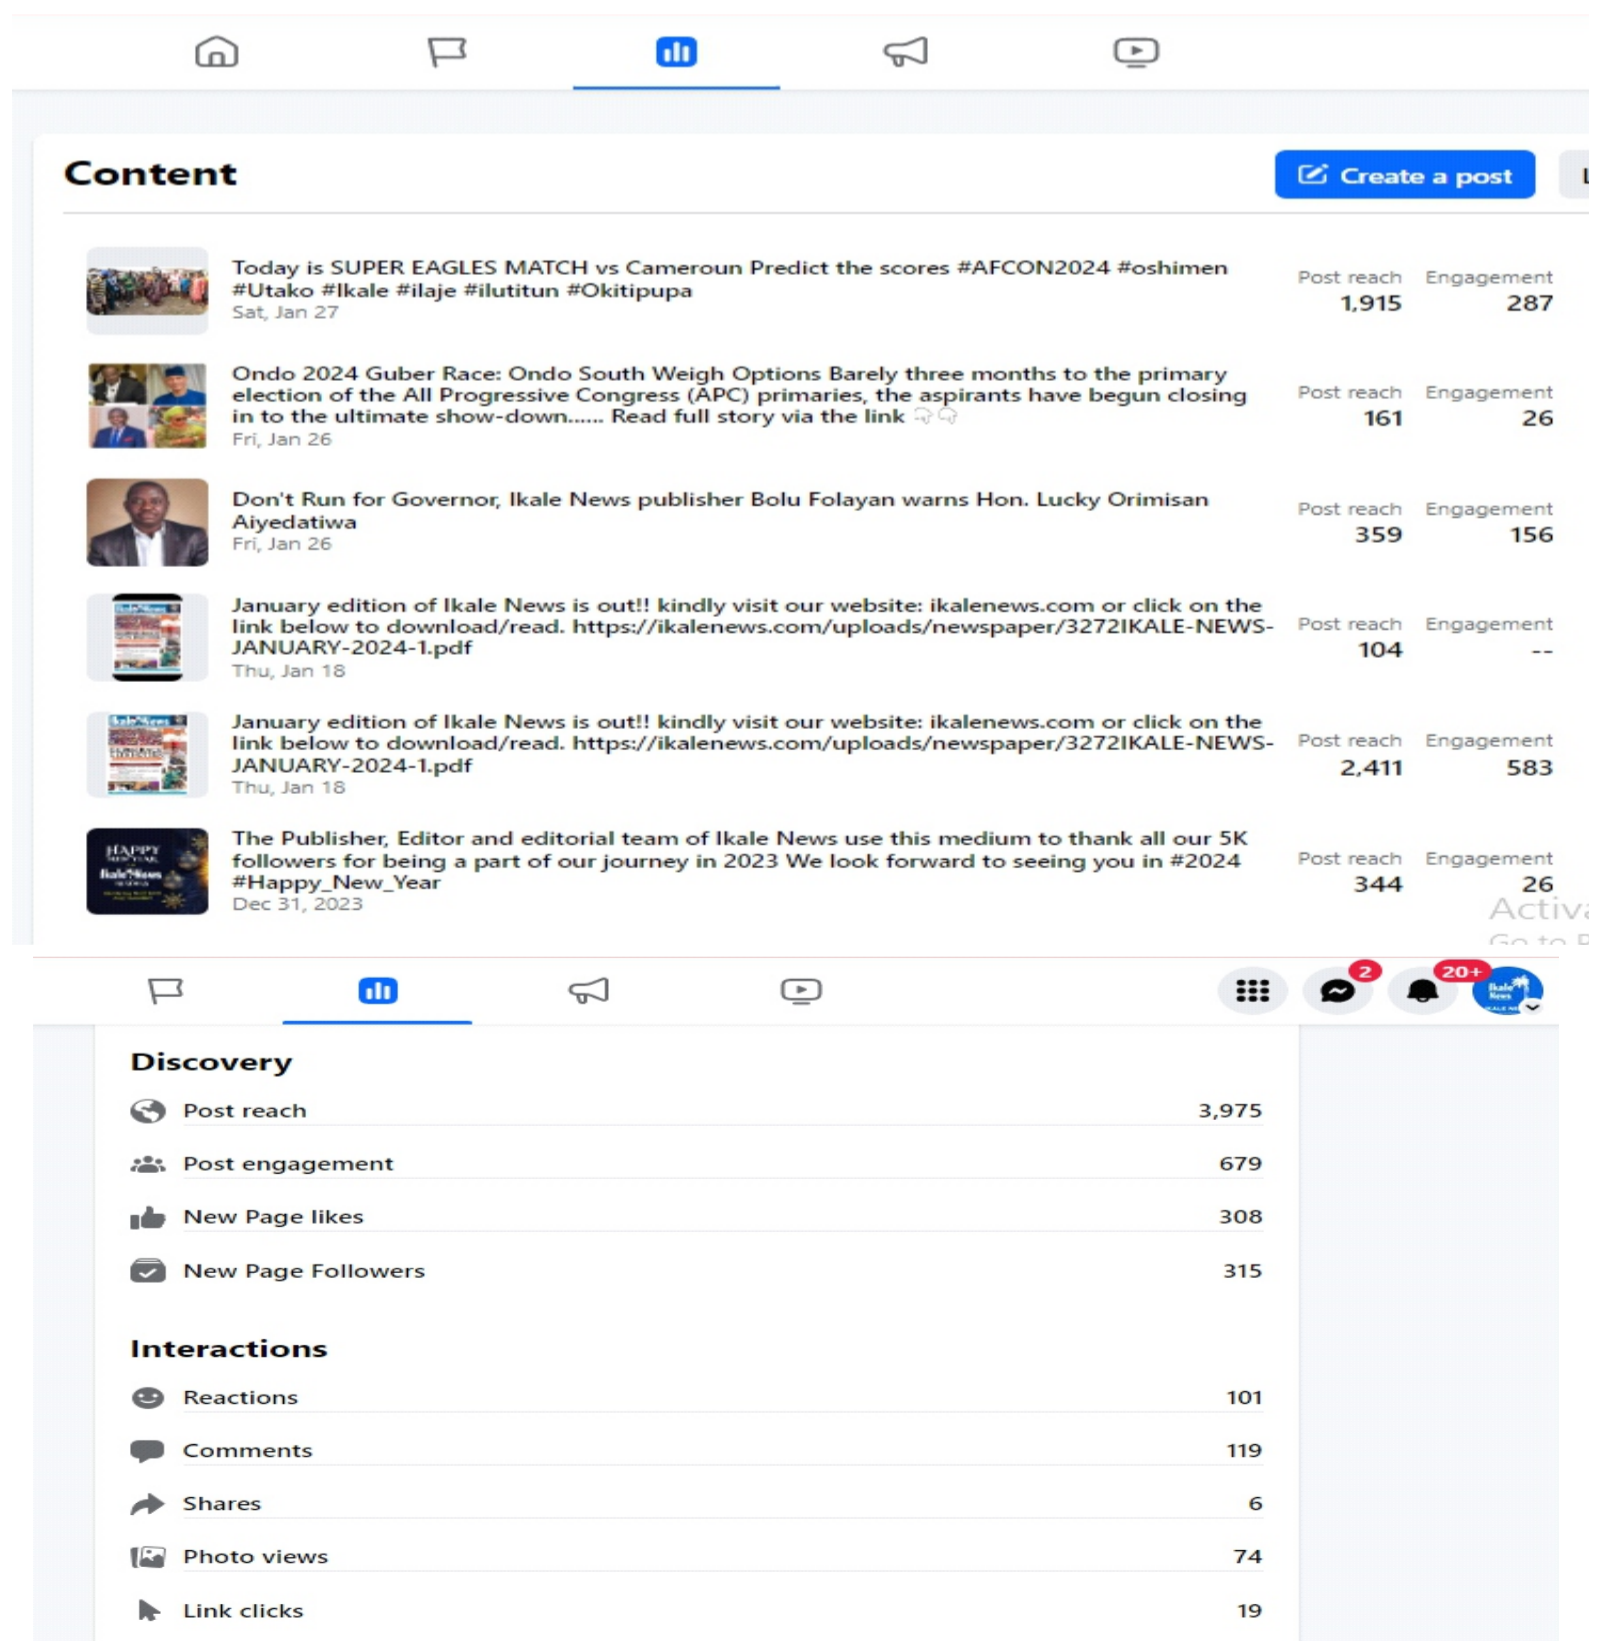 Content
Create a post
Today is SUPER EAGLES MATCH vs Cameroun Predict the scores #AFCON2024 #oshimen
#Utako #Ikale #ilaje #ilutitun #Okitipupa
Sat, Jan 27
Post reach Engagement
1,915 287
Ondo 2024 Guber Race: Ondo South Weigh Options Barely three months to the primary
election of the All Progressive Congress (APC) primaries, the aspirants have begun closing
in to the ultimate show-down...... Read full story via the link 👇👇
Fri, Jan 26
Post reach Engagement
161 26
Don't Run for Governor, Ikale News publisher Bolu Folayan warns Hon. Lucky Orimisan
Aiyedatiwa
Fri, Jan 26
Post reach Engagement
359 156
January edition of Ikale News is out!! kindly visit our website: ikalenews.com or click on the
link below to download/read. https://ikalenews.com/uploads/newspaper/3272IKALE-NEWS-
JANUARY-2024-1.pdf
Thu, Jan 18
Post reach Engagement
104 --
Ikale News
January edition of Ikale News is out!! kindly visit our website: ikalenews.com or click on the
link below to download/read. https://ikalenews.com/uploads/newspaper/3272IKALE-NEWS-
JANUARY-2024-1.pdf
Thu, Jan 18
Post reach Engagement
2,411 583
HAPPY
NEW YEAR
Ikale News
The Publisher, Editor and editorial team of Ikale News use this medium to thank all our 5K
followers for being a part of our journey in 2023 We look forward to seeing you in #2024
#Happy_New_Year
Dec 31, 2023
Post reach Engagement
344 26
Activa
2
20+
Ikale
News
Discovery
Post reach 3,975
Post engagement 679
New Page likes 308
New Page Followers 315
Interactions
Reactions 101
Comments 119
Shares 6
Photo views 74
Link clicks 19